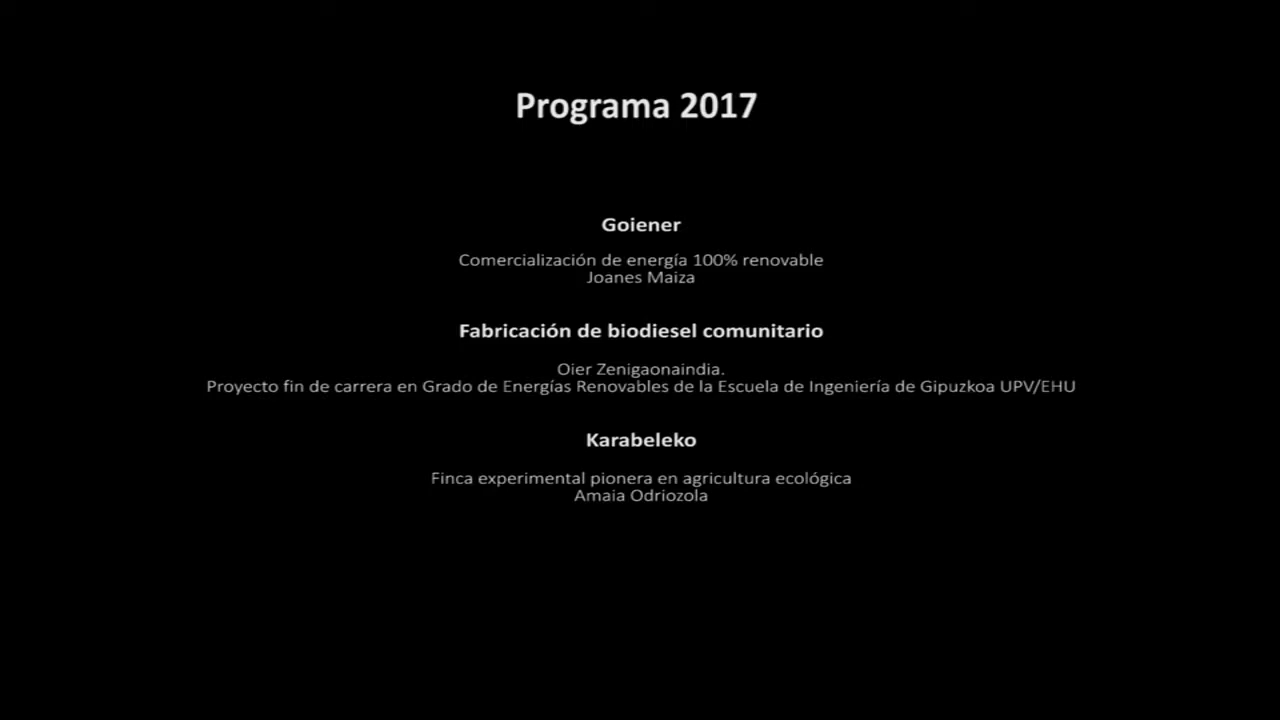 Programa 2017
Goiener
Comercialización de energía 100% renovable
Joanes Maiza
Fabricación de biodiesel comunitario
Oier Zenigaonaindia.
Proyecto fin de carrera en Grado de Energías Renovables de la Escuela de Ingeniería de Gipuzkoa UPV/EHU
Karabeleko
Finca experimental pionera en agricultura ecológica
Amaia Odriozola